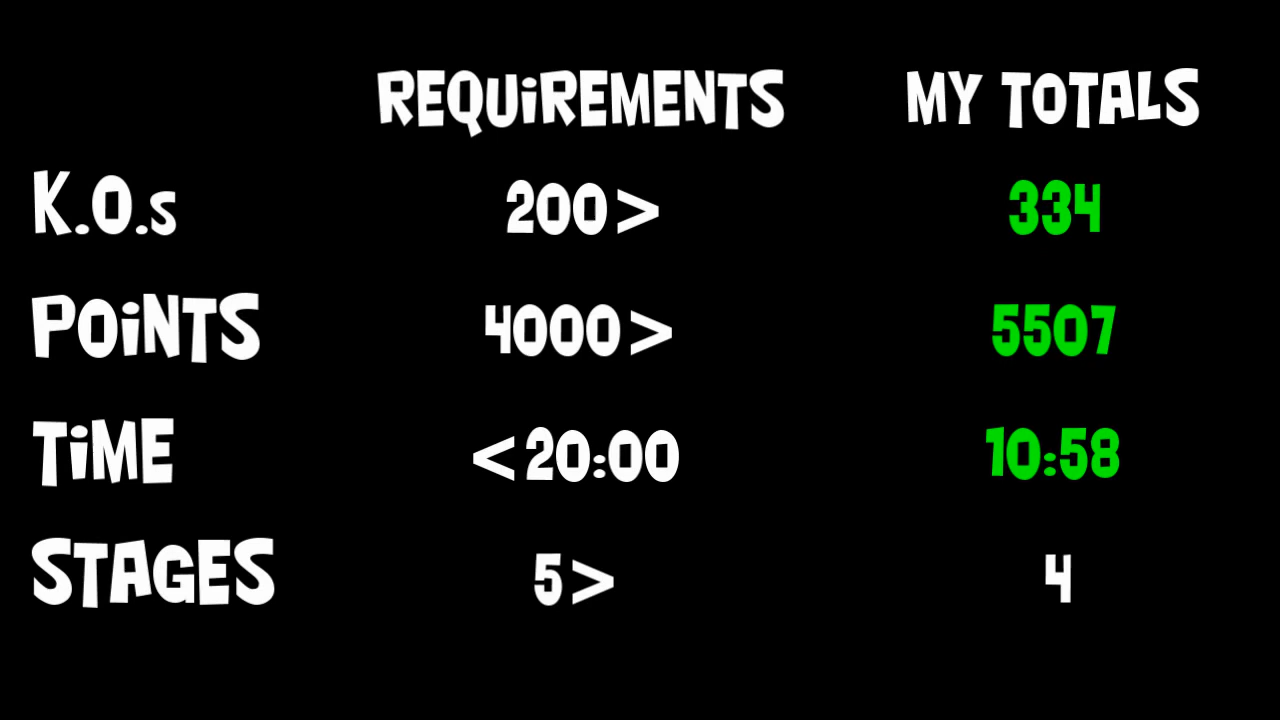 REQUiREMENTS MY TOTALS
K.O.s 200> 334
POiNTS 4000> 5507
TiME <20:00 10:58
STAGES 5> 4